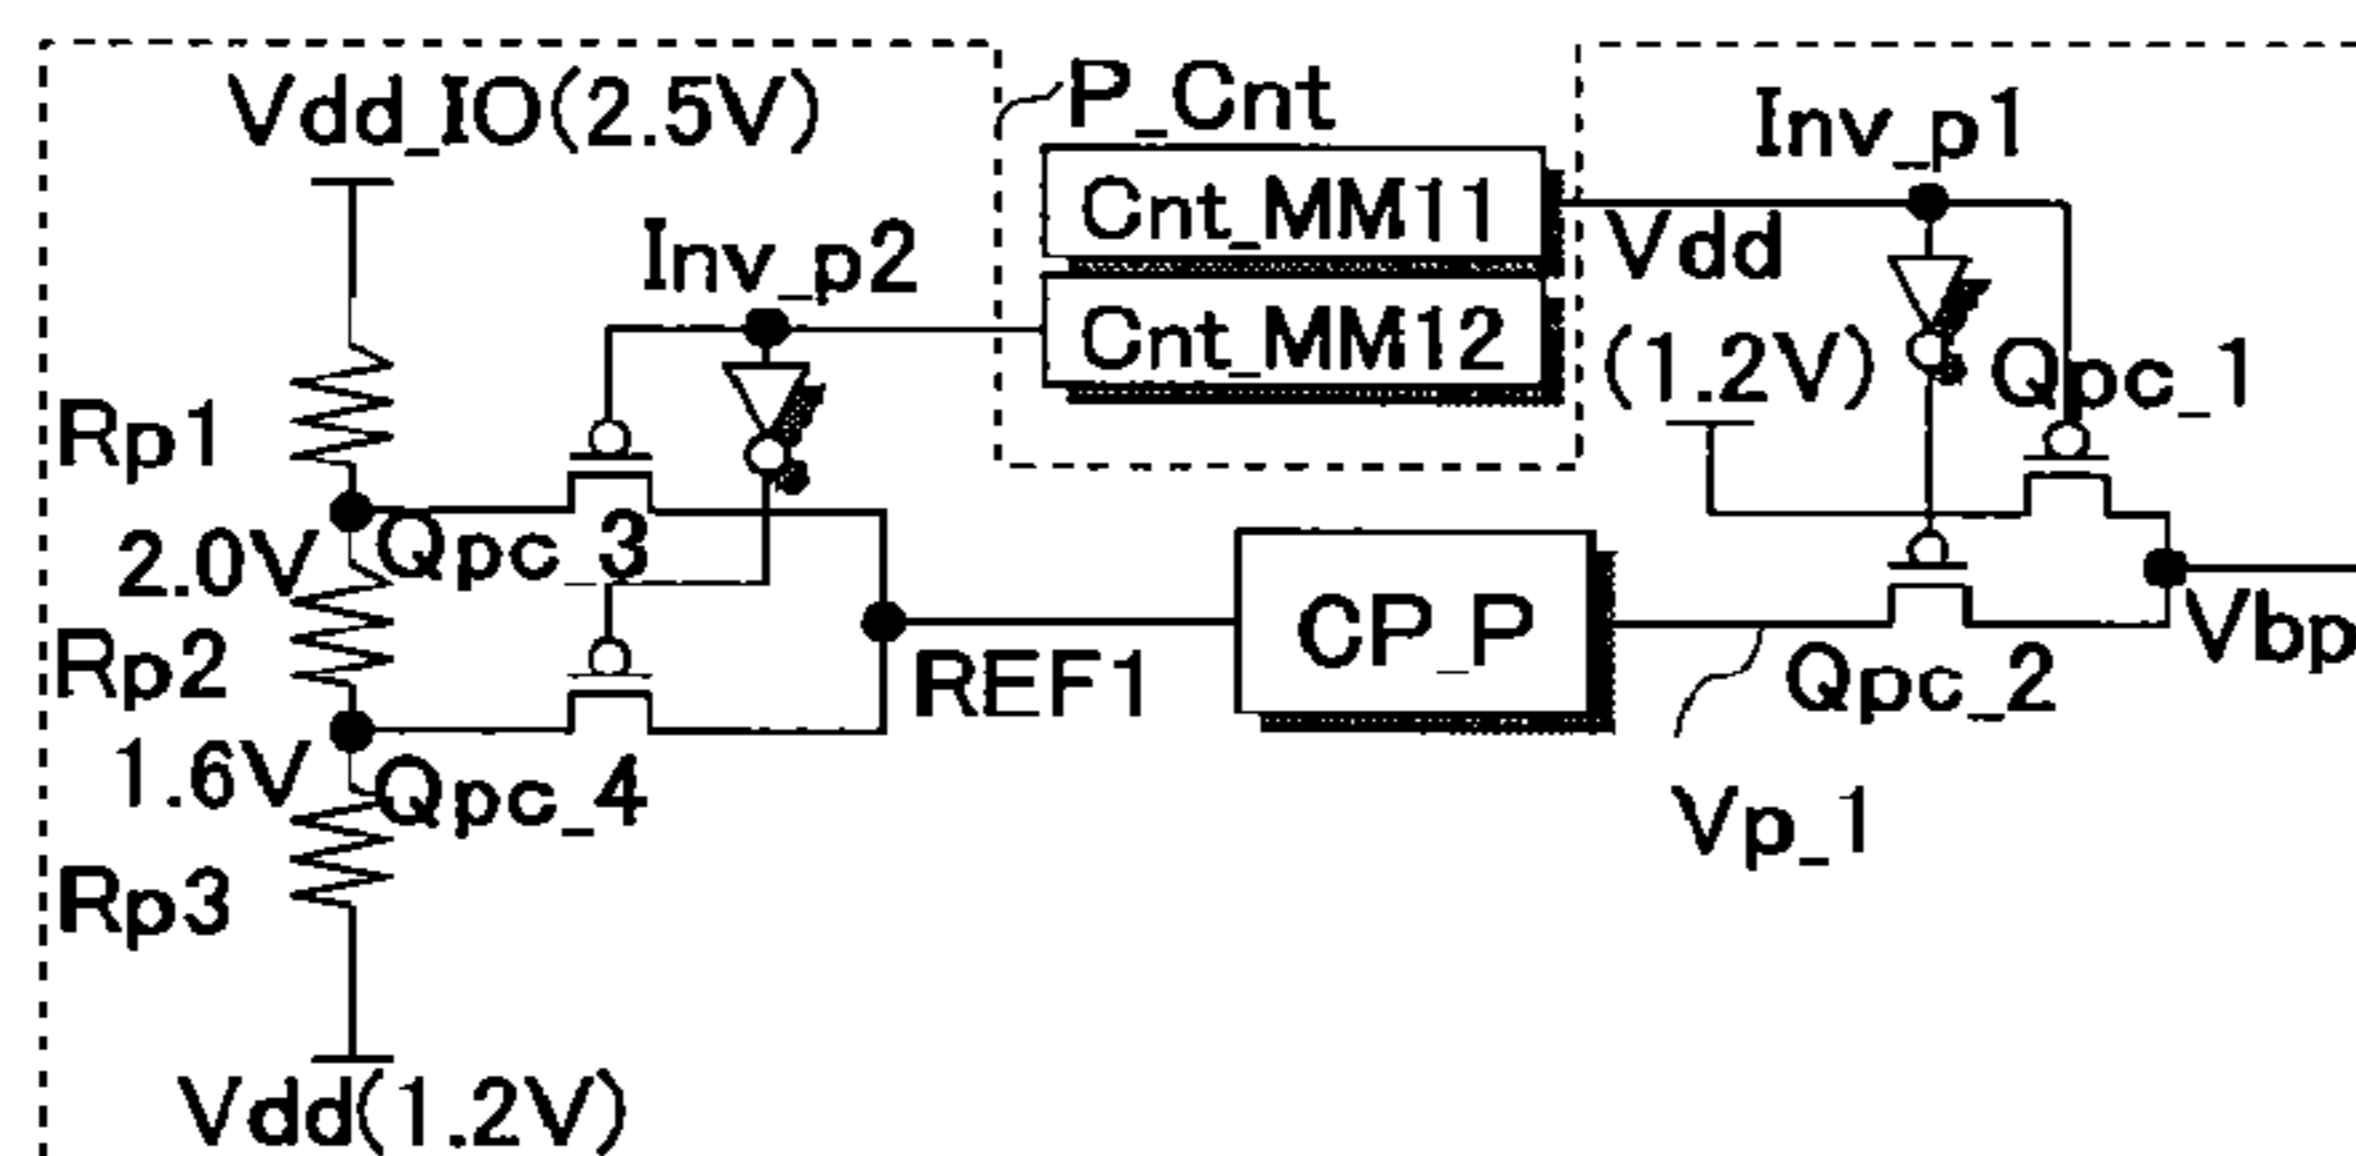 Vdd_IO(2.5V)
P_Cnt
Inv_p1
Cnt_MM11
Inv_p2
Vdd
(1.2V)
Cnt_MM12
Qpc_1
Rp1
2.0V
Qpc_3
Rp2
REF1
CP_P
Qpc_2
Vbp
1.6V
Qpc_4
Vp_1
Rp3
Vdd(1.2V)